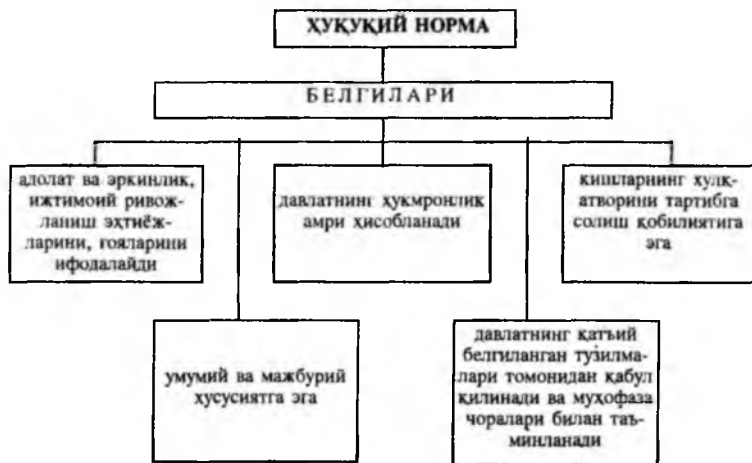 ҲУҚУҚИЙ НОРМА
БЕЛГИЛАРИ
адолат ва эркинлик,
ижтимоий ривож-
ланиш эҳтиёж-
ларини, ғояларини
ифодалайди
давлатнинг ҳукмронлик
амри ҳисобланади
кишларнинг хулқ-
атворини тартибга
солиш қобилиятига
эга
умумий ва мажбурий
ҳусусиятга эга
давлатнинг қатъий
белгиланган тузилма-
лари томонидан қабул
қилинади ва муҳофаза
чоралари билан таъ-
минланади